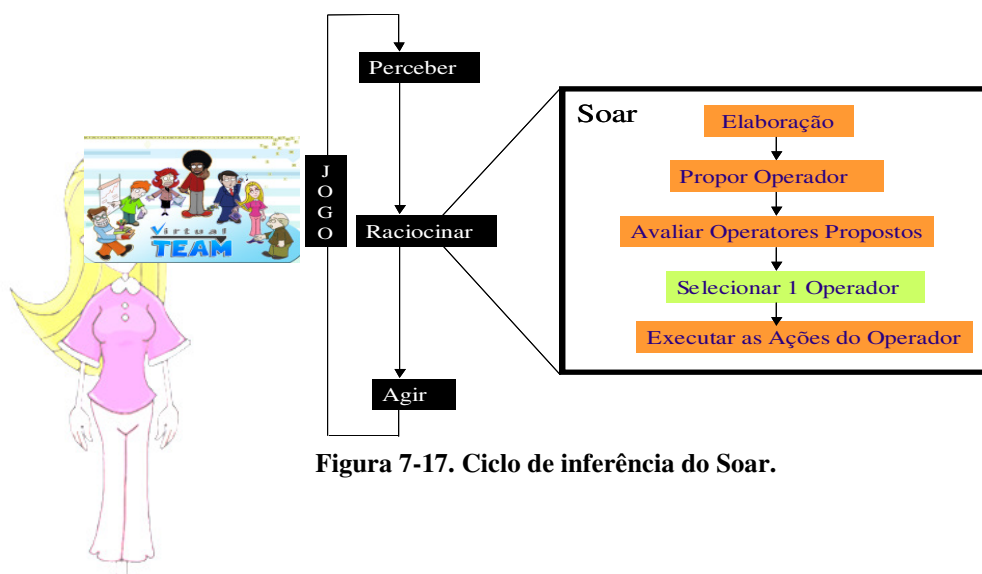 Perceber
Soar
Elaboração
Propor Operador
Avaliar Operatores Propostos
Selecionar 1 Operador
Executar as Ações do Operador
JOGO
Raciocinar
Virtual
TEAM
Agir
Figura 7-17. Ciclo de inferência do Soar.